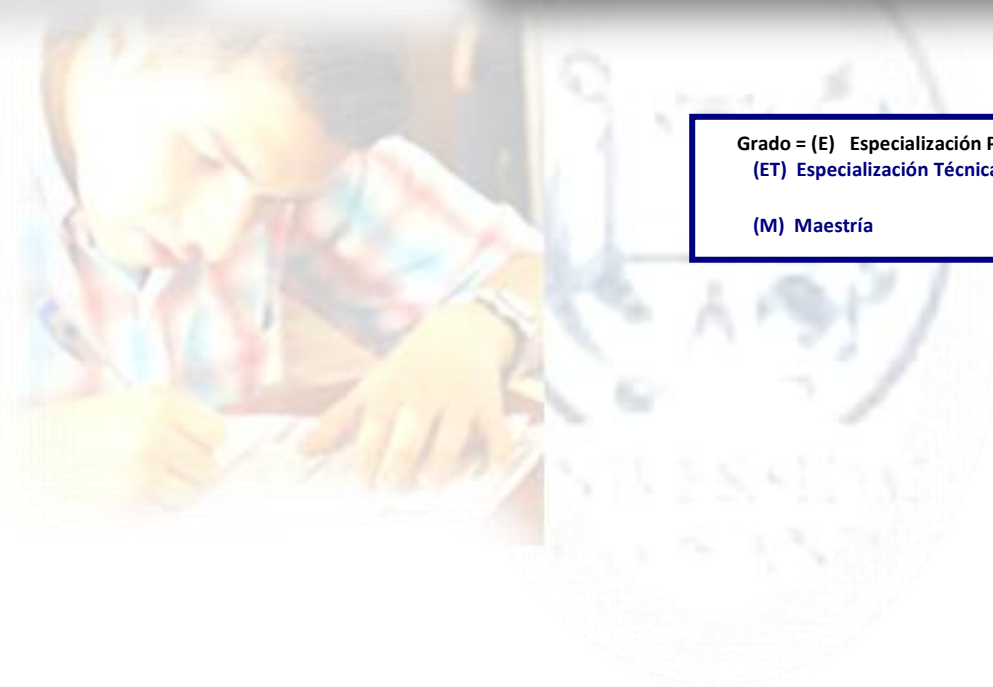 Grado = (E) Especialización
(ET) Especialización Técnica
(M) Maestría